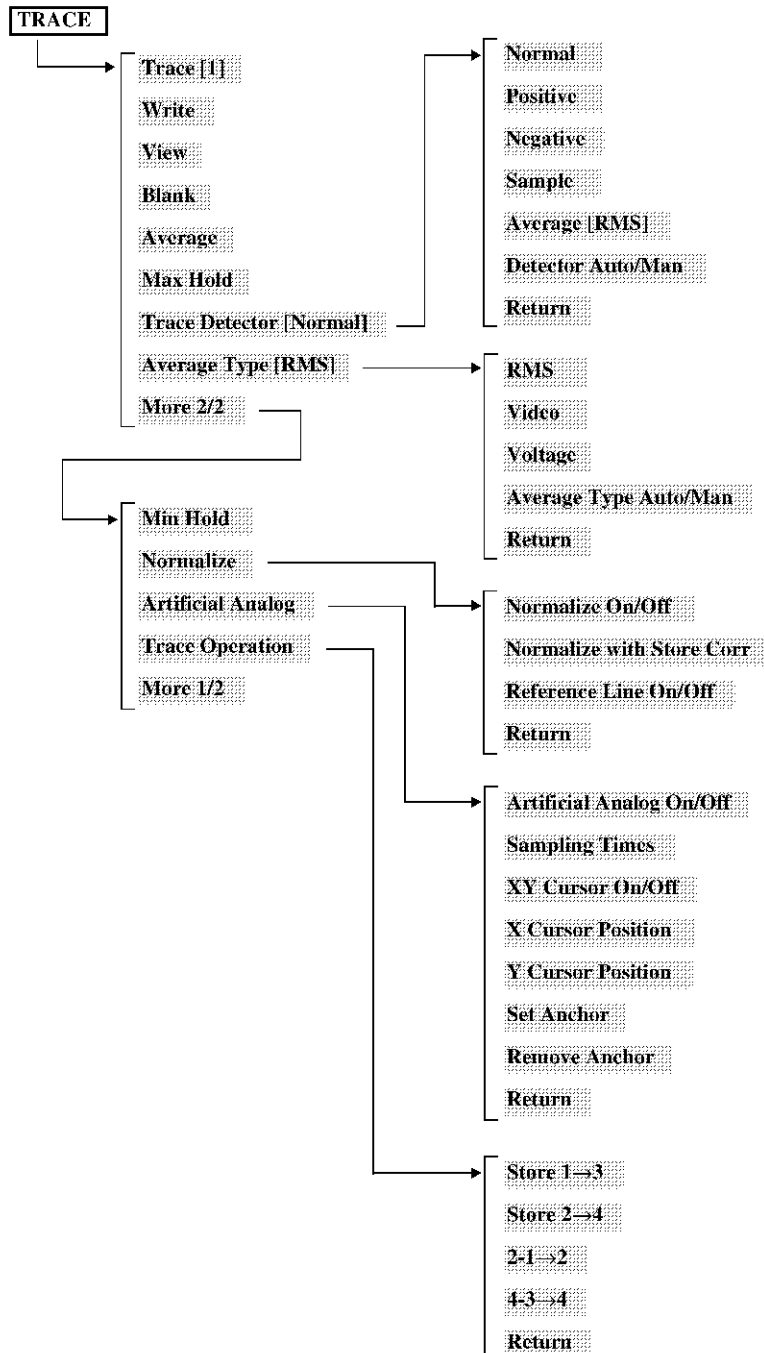 TRACE
Trace [1]
Write
View
Blank
Average
Max Hold
Trace Detector [Normal]
Average Type [RMS]
More 2/2
Normal
Positive
Negative
Sample
Average [RMS]
Detector Auto/Man
Return
RMS
Video
Voltage
Average Type Auto/Man
Return
Min Hold
Normalize
Artificial Analog
Trace Operation
More 1/2
Normalize On/Off
Normalize with Store Corr
Reference Line On/Off
Return
Artificial Analog On/Off
Sampling Times
XY Cursor On/Off
X Cursor Position
Y Cursor Position
Set Anchor
Remove Anchor
Return
Store 1→3
Store 2→4
2-1→2
4-3→4
Return